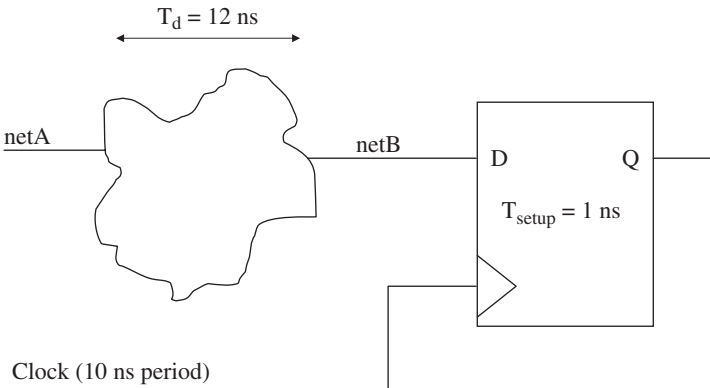 T_d = 12 ns
netA
netB
D
Q
T_setup = 1 ns
Clock (10 ns period)